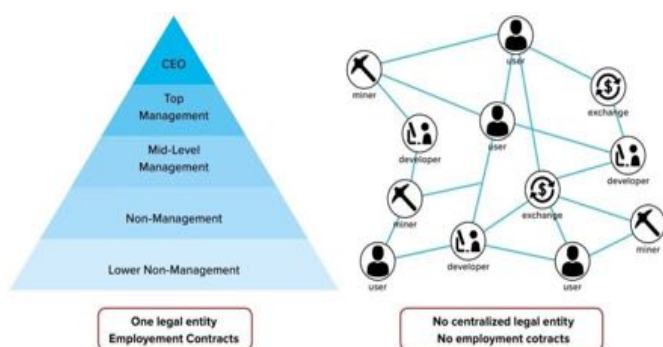 CEO
Top
Management
Mid-Level
Management
Non-Management
Lower Non-Management
One legal entity
Employement Contracts
user
miner
exchange
user
developer
developer
miner
exchange
miner
user
developer
user
No centralized legal entity
No employment cotracts